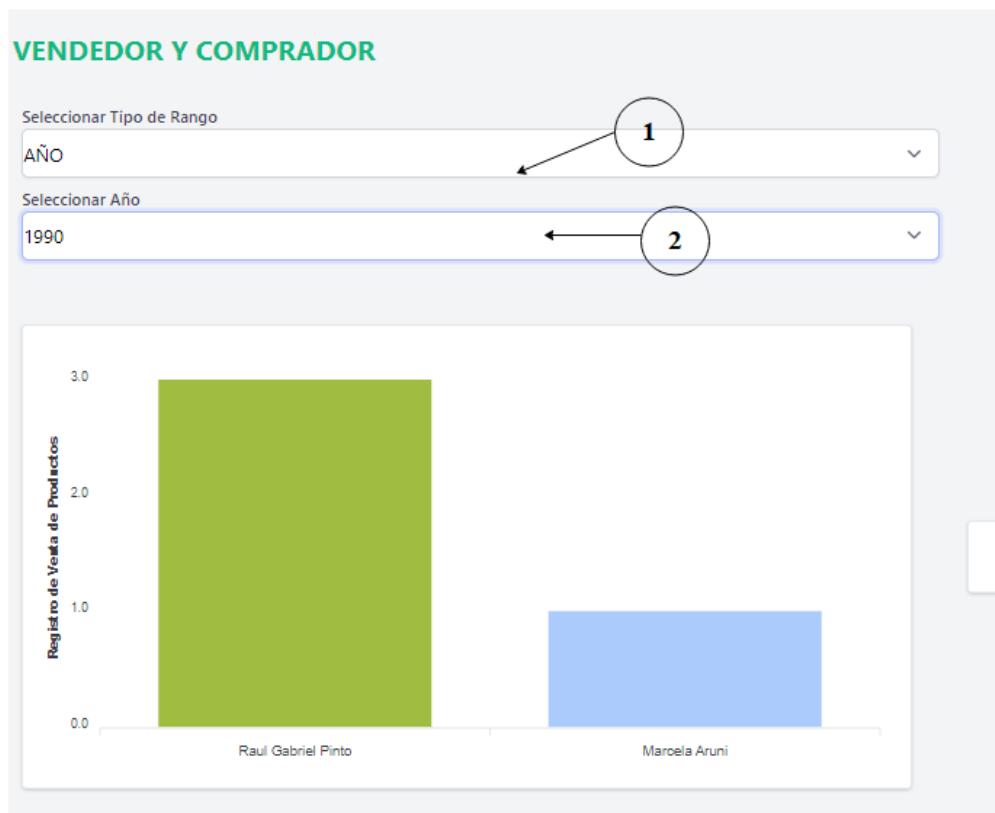 VENDEDOR Y COMPRADOR
Seleccionar Tipo de Rango
1
AÑO
Seleccionar Año
1990
2
3.0
2.0
1.0
0.0
Registro de Venta de Productos
Raul Gabriel Pinto
Marcela Aruni